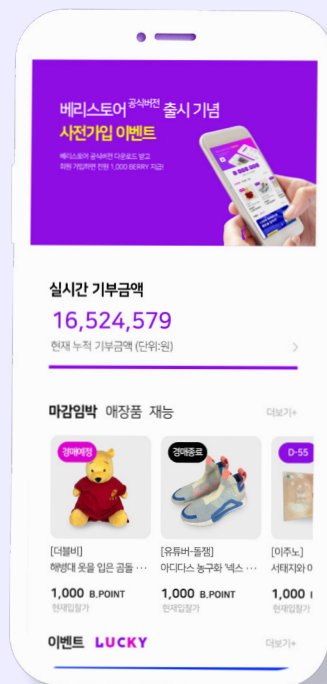 베리스토어 공식버전 출시 기념
사전가입 이벤트
베리스토어 공식버전 다운로드 받고
회원 가입하면 전원 1,000 BERRY 지급!
실시간 기부금액
16,524,579
현재 누적 기부금액 (단위:원)
마감임박 애장품 재능 더보기+
경매예정 경매종료 D-55
[더블비] [유튜버-돌잼] [이주노]
해병대 옷을 입은 곰돌 ··· 아디다스 농구화 '넥스 ··· 서태지와 아
1,000 B.POINT 1,000 B.POINT 1,000
현재입찰가 현재입찰가 현재입찰가
이벤트 LUCKY 더보기+